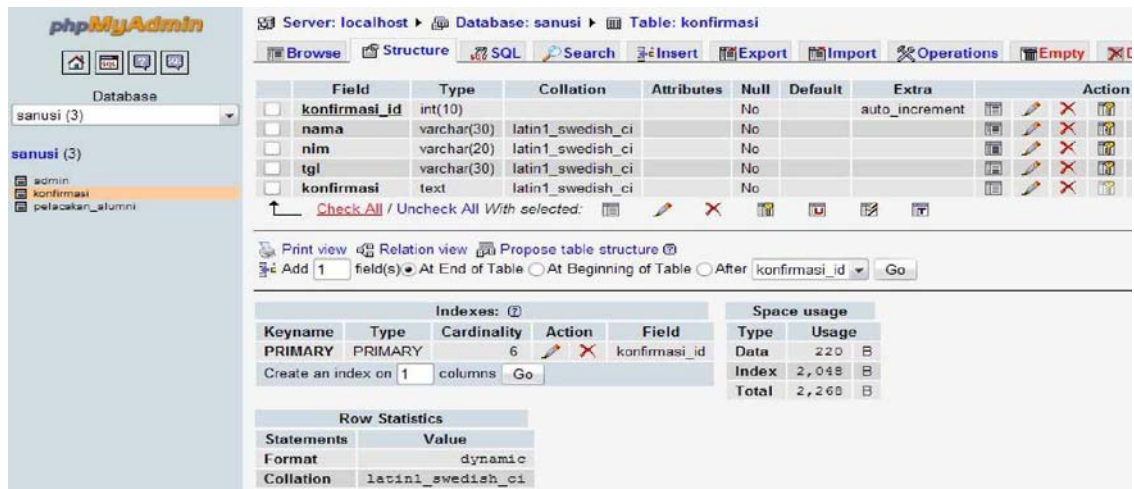 phpMyAdmin
Database
sanusi (3)
sanusi (3)
admin
konfirmasi
pelacakan_alumni
Server: localhost Database: sanusi Table: konfirmasi
Browse Structure SQL Search Insert Export Import Operations Empty D
Field Type Collation Attributes Null Default Extra Action
konfirmasi_id int(10) No auto_increment
nama varchar(30) latin1_swedish_ci No
nim varchar(20) latin1_swedish_ci No
tgl varchar(30) latin1_swedish_ci No
konfirmasi text latin1_swedish_ci No
Check All / Uncheck All With selected:
Print view Relation view Propose table structure
Add 1 field(s) At End of Table At Beginning of Table After konfirmasi_id Go
Indexes:
Keyname Type Cardinality Action Field
PRIMARY PRIMARY 6 konfirmasi_id
Create an index on 1 columns Go
Space usage
Type Usage
Data 220 B
Index 2,048 B
Total 2,268 B
Row Statistics
Statements Value
Format dynamic
Collation latin1_swedish_ci